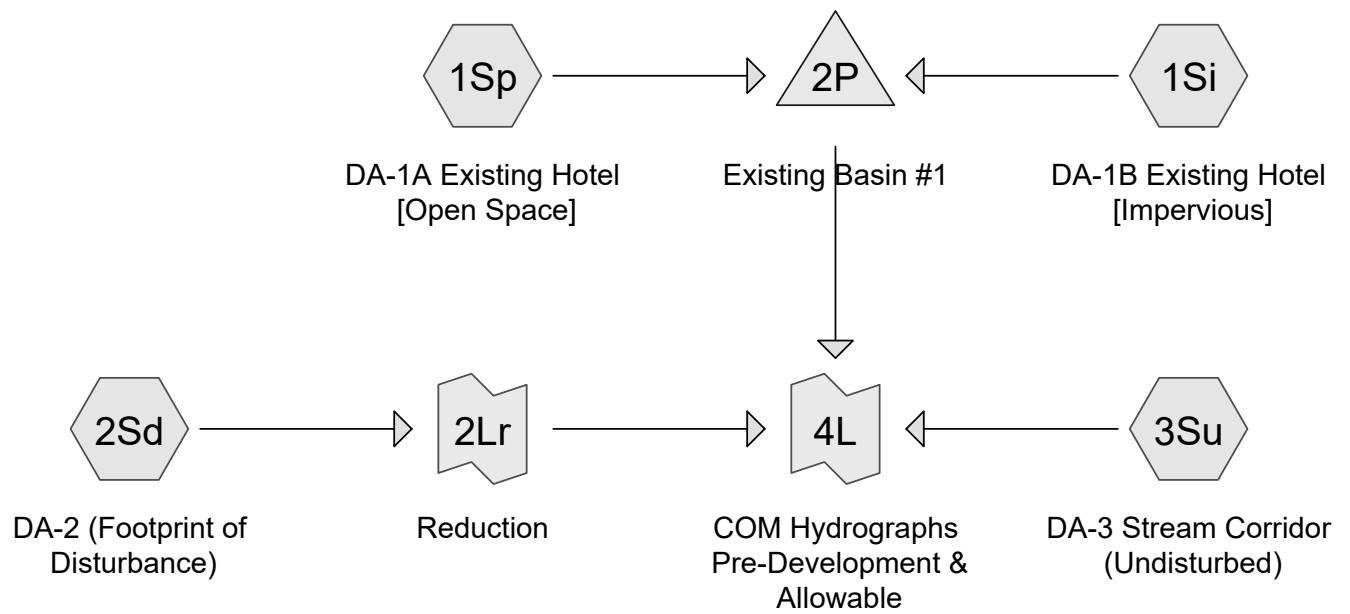 1Sp
2P
1Si
DA-1A Existing Hotel
[Open Space]
Existing Basin #1
DA-1B Existing Hotel
[Impervious]
2Sd
2Lr
4L
3Su
DA-2 (Footprint of
Disturbance)
Reduction
COM Hydrographs
Pre-Development &
Allowable
DA-3 Stream Corridor
(Undisturbed)